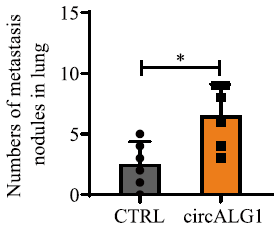 Numbers of metastasis
nodules in lung
15
10
5
0
*
CTRL circALG1